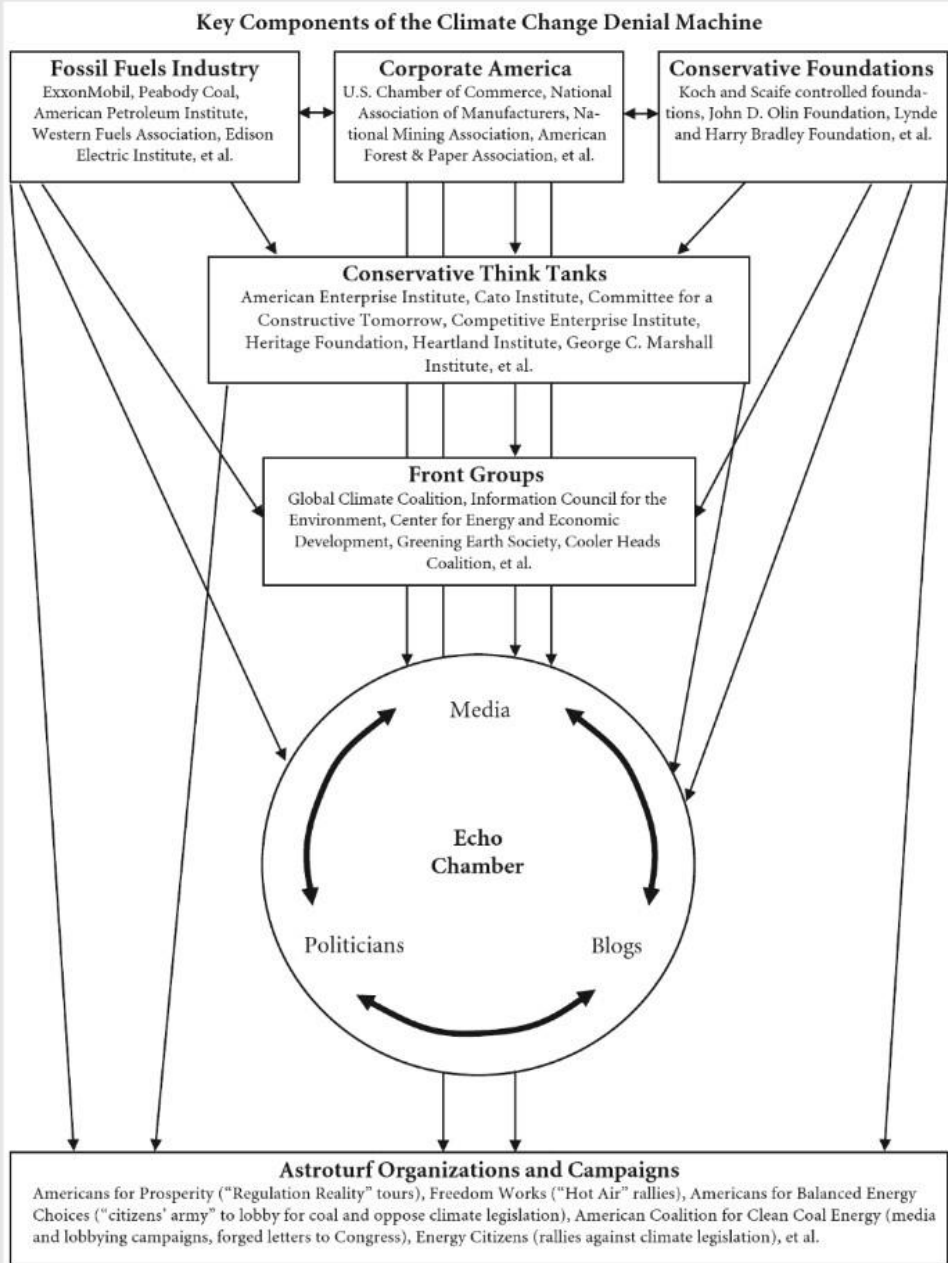 Key Components of the Climate Change Denial Machine
Fossil Fuels Industry
ExxonMobil, Peabody Coal,
American Petroleum Institute,
Western Fuels Association, Edison
Electric Institute, et al.
Corporate America
U.S. Chamber of Commerce, National
Association of Manufacturers, Na-
tional Mining Association, American
Forest & Paper Association, et al.
Conservative Foundations
Koch and Scaife controlled founda-
tions, John D. Olin Foundation, Lynde
and Harry Bradley Foundation, et al.
Conservative Think Tanks
American Enterprise Institute, Cato Institute, Committee for a
Constructive Tomorrow, Competitive Enterprise Institute,
Heritage Foundation, Heartland Institute, George C. Marshall
Institute, et al.
Front Groups
Global Climate Coalition, Information Council for the
Environment, Center for Energy and Economic
Development, Greening Earth Society, Cooler Heads
Coalition, et al.
Media
Echo
Chamber
Politicians
Blogs
Astroturf Organizations and Campaigns
Americans for Prosperity (“Regulation Reality” tours), Freedom Works (“Hot Air” rallies), Americans for Balanced Energy
Choices (“citizens’ army” to lobby for coal and oppose climate legislation), American Coalition for Clean Coal Energy (media
and lobbying campaigns, forged letters to Congress), Energy Citizens (rallies against climate legislation), et al.